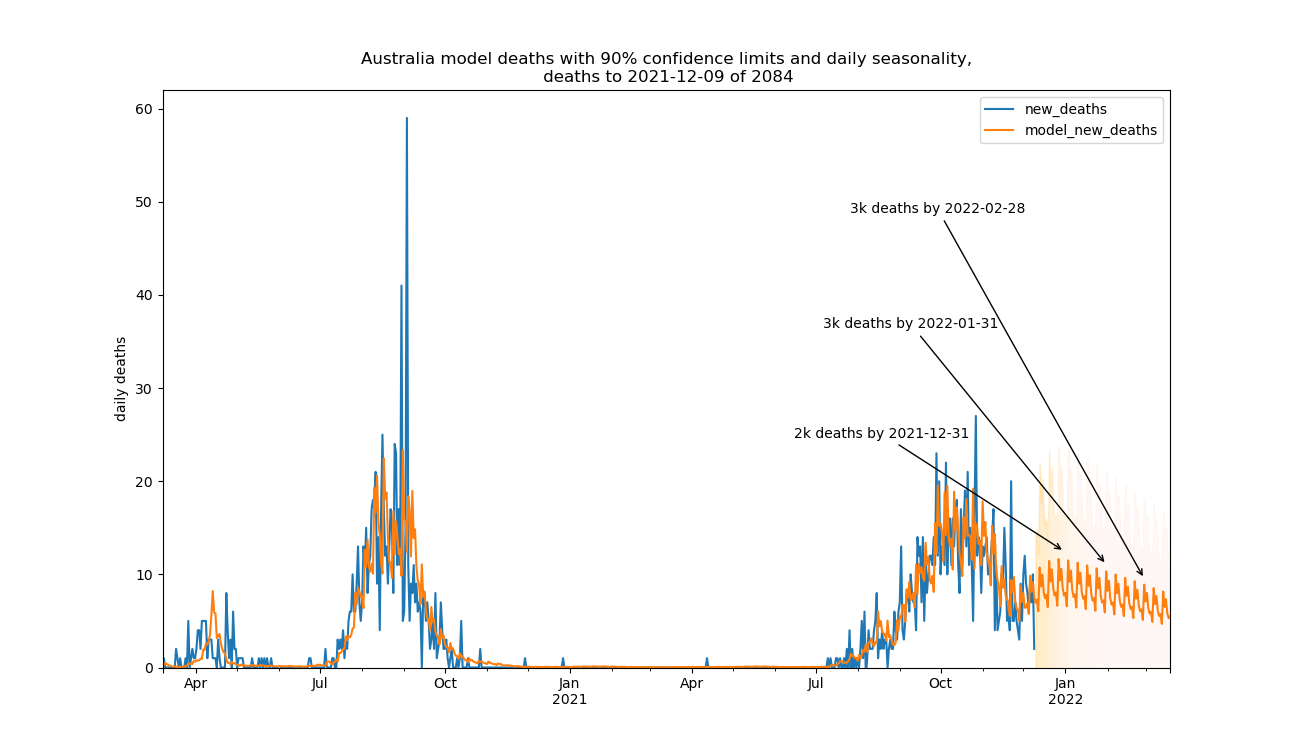 Australia model deaths with 90% confidence limits and daily seasonality,
deaths to 2021-12-09 of 2084
60
new_deaths
model_new_deaths
50
3k deaths by 2022-02-28
40
3k deaths by 2022-01-31
daily deaths
30
2k deaths by 2021-12-31
20
10
0
Apr Jul Oct Jan Apr Jul Oct Jan
2021 2022